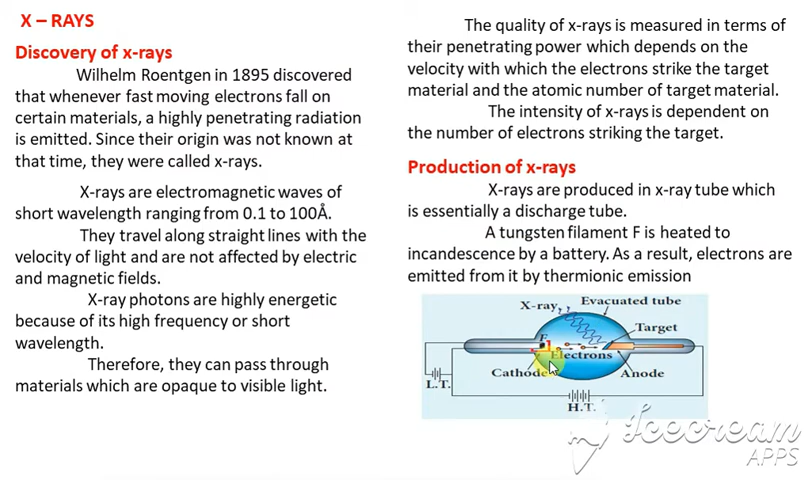 X – RAYS
Discovery of x-rays
Wilhelm Roentgen in 1895 discovered
that whenever fast moving electrons fall on
certain materials, a highly penetrating radiation
is emitted. Since their origin was not known at
that time, they were called x-rays.
X-rays are electromagnetic waves of
short wavelength ranging from 0.1 to 100Å.
They travel along straight lines with the
velocity of light and are not affected by electric
and magnetic fields.
X-ray photons are highly energetic
because of its high frequency or short
wavelength.
Therefore, they can pass through
materials which are opaque to visible light.
The quality of x-rays is measured in terms of
their penetrating power which depends on the
velocity with which the electrons strike the target
material and the atomic number of target material.
The intensity of x-rays is dependent on
the number of electrons striking the target.
Production of x-rays
X-rays are produced in x-ray tube which
is essentially a discharge tube.
A tungsten filament F is heated to
incandescence by a battery. As a result, electrons are
emitted from it by thermionic emission
X-ray
Evacuated tube
Target
F
Electrons
Cathode
Anode
L.T.
H.T.
Icecream
APPS